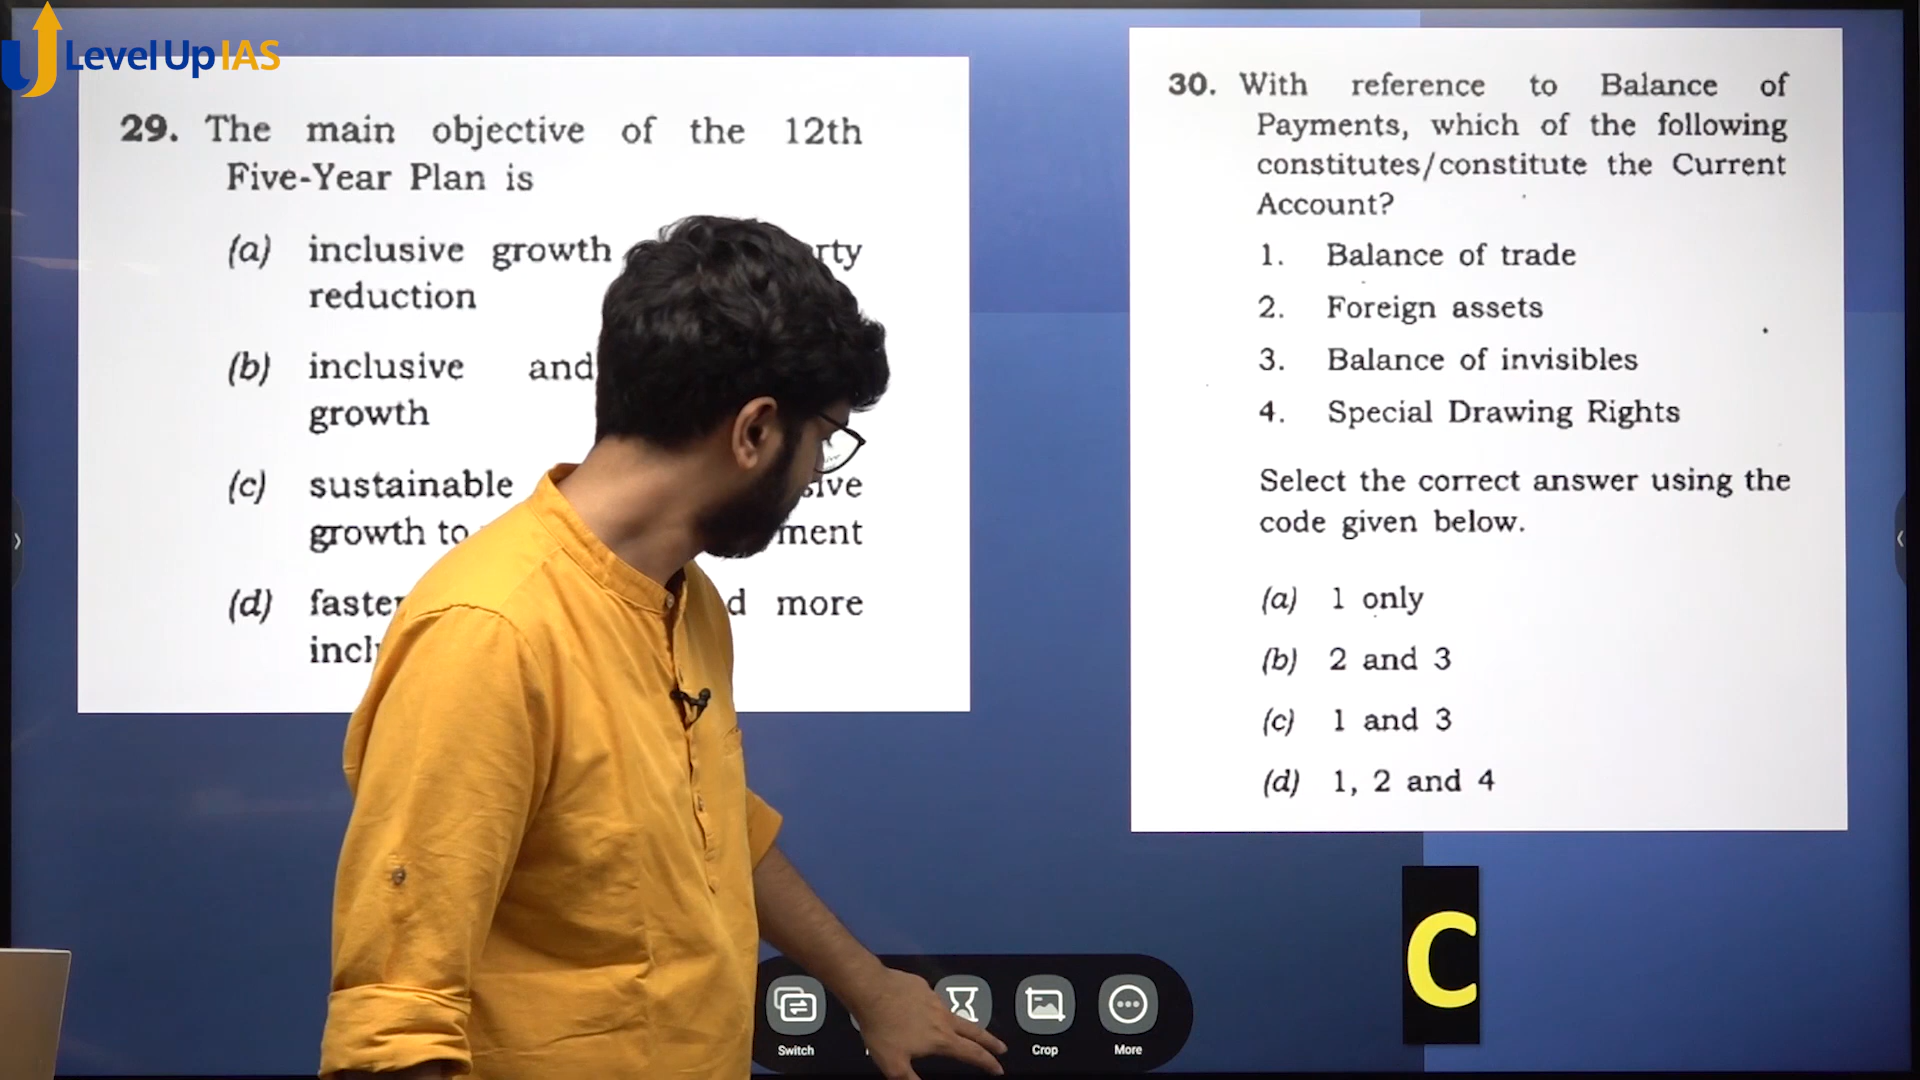 Level Up IAS
29. The main objective of the 12th
Five-Year Plan is
(a) inclusive growth
reduction
(b) inclusive and
growth
(c) sustainable
growth to
(d) more
30. With reference to Balance of
Payments, which of the following
constitutes/constitute the Current
Account?
1. Balance of trade
2. Foreign assets
3. Balance of invisibles
4. Special Drawing Rights
Select the correct answer using the
code given below.
(a) 1 only
(b) 2 and 3
(c) 1 and 3
(d) 1, 2 and 4
C
Switch
Crop
More